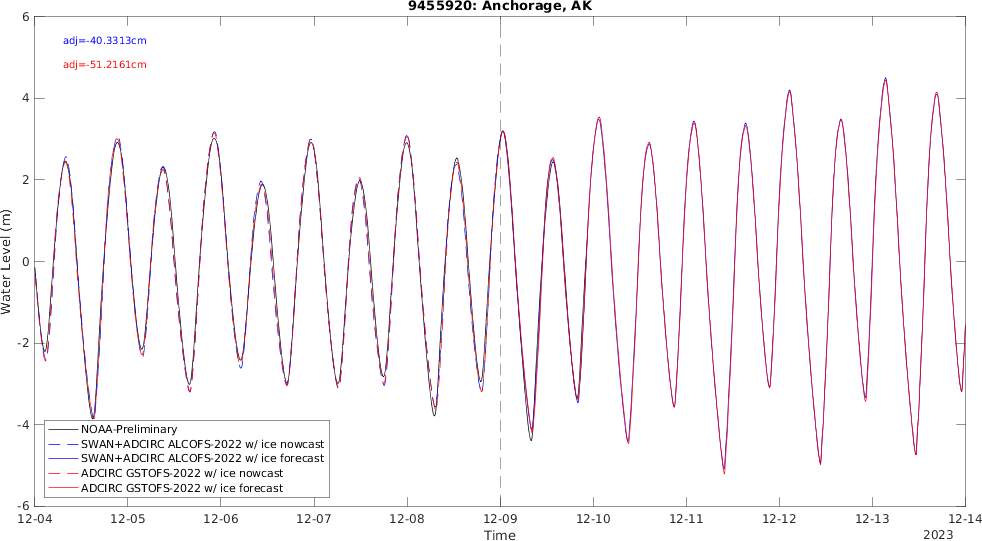 9455920: Anchorage, AK
adj=-40.3313cm
adj=-51.2161cm
Water Level (m)
6
4
2
0
-2
-4
-6
NOAA-Preliminary
SWAN+ADCIRC ALCOFS-2022 w/ ice nowcast
SWAN+ADCIRC ALCOFS-2022 w/ ice forecast
ADCIRC GSTOFS-2022 w/ ice nowcast
ADCIRC GSTOFS-2022 w/ ice forecast
12-04 12-05 12-06 12-07 12-08 12-09 12-10 12-11 12-12 12-13 12-14
Time
2023